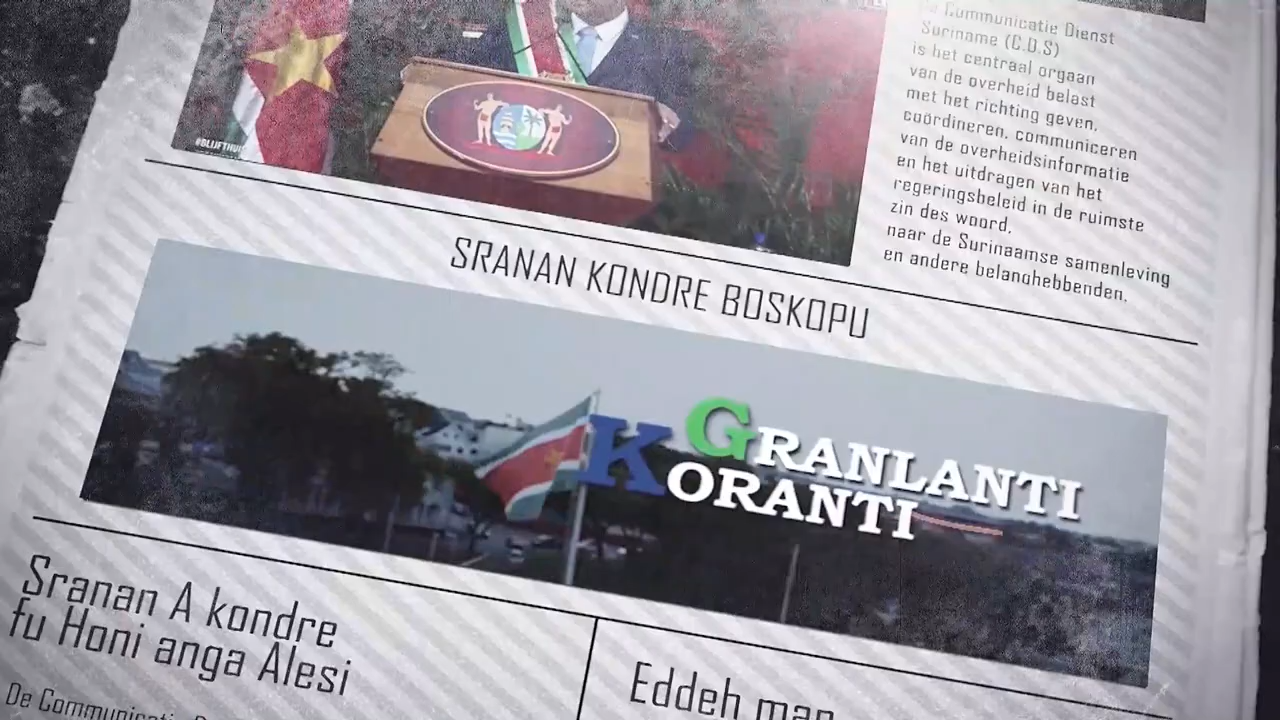 Communicatie Dienst
Suriname (C.D.S)
is het centraal orgaan
van de overheid belast
met het richting geven,
coördineren, communiceren
van de overheidsinformatie
en het uitdragen van het
regeringsbeleid in de ruimste
zin des woord,
naar de Surinaamse samenleving
en andere belanghebbenden.
SRANAN KONDRE BOSKOPU
GRANLANTI
KORANTI
Sranan A kondre
fu Honi anga Alesi
Eddeh man
De